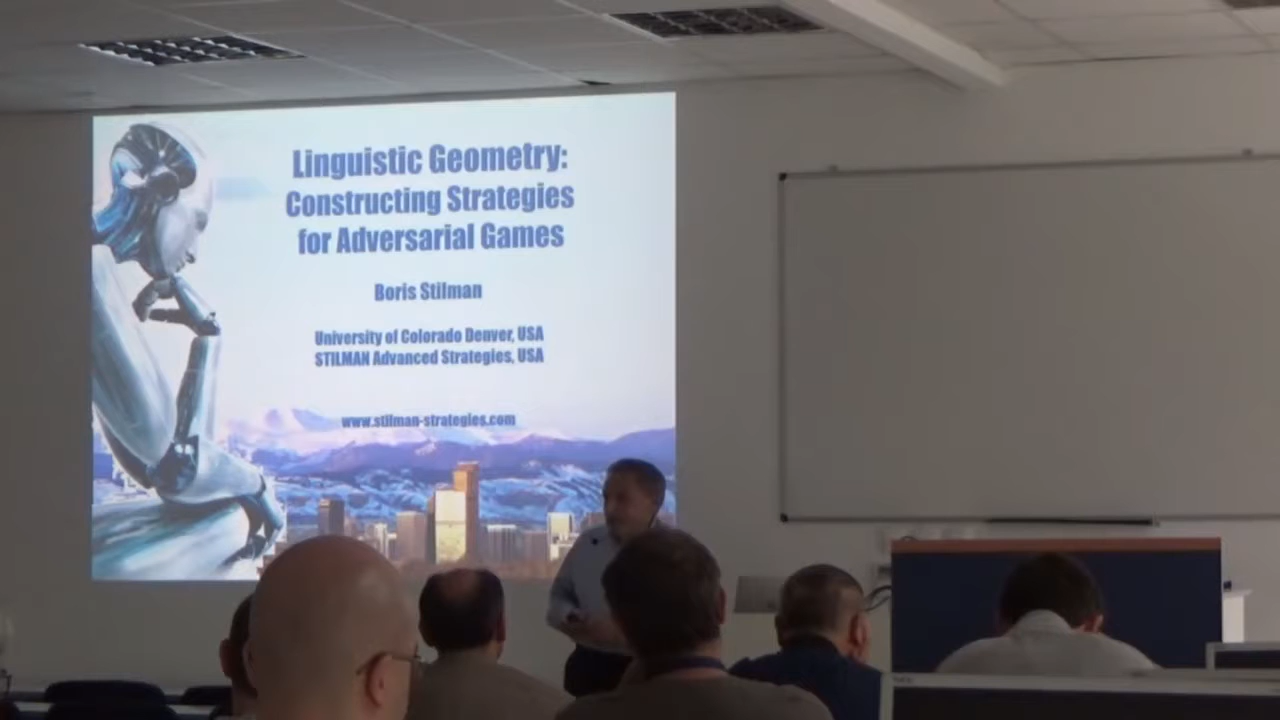 Linguistic Geometry:
Constructing Strategies
for Adversarial Games
Boris Stilman
University of Colorado Denver, USA
STILMAN Advanced Strategies, USA
www.stilman-strategies.com